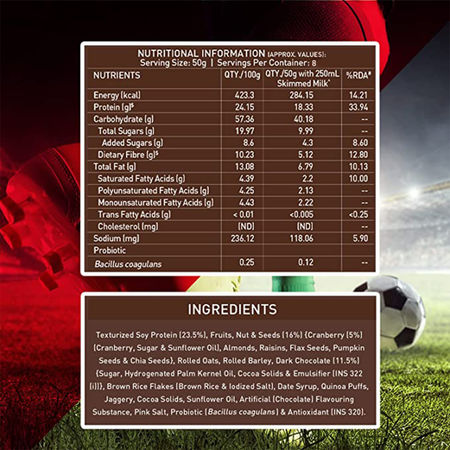 NUTRITIONAL INFORMATION (APPROX. VALUES):
Serving Size: 50g | Servings Per Container: 8
NUTRIENTS QTY./100g QTY./50g with 250mL Skimmed Milk* %RDA#
Energy (kcal) 423.3 284.15 14.21
Protein (g)$ 24.15 18.33 33.94
Carbohydrate (g) 57.36 40.18 --
Total Sugars (g) 19.97 9.99 --
Added Sugars (g) 8.6 4.3 8.60
Dietary Fibre (g)$ 10.23 5.12 12.80
Total Fat (g) 13.08 6.79 10.13
Saturated Fatty Acids (g) 4.39 2.2 10.00
Polyunsaturated Fatty Acids (g) 4.25 2.13 --
Monounsaturated Fatty Acids (g) 4.43 2.22 --
Trans Fatty Acids (g) < 0.01 <0.005 <0.25
Cholesterol (mg) (ND) (ND) --
Sodium (mg) 236.12 118.06 5.90
Probiotic
Bacillus coagulans 0.25 0.12 --
INGREDIENTS
Texturized Soy Protein (23.5%), Fruits, Nut & Seeds (16%) {Cranberry (5%)
(Cranberry, Sugar & Sunflower Oil), Almonds, Raisins, Flax Seeds, Pumpkin
Seeds & Chia Seeds}, Rolled Oats, Rolled Barley, Dark Chocolate (11.5%)
(Sugar, Hydrogenated Palm Kernel Oil, Cocoa Solids & Emulsifier (INS 322
(i))}, Brown Rice Flakes (Brown Rice & Iodized Salt), Date Syrup, Quinoa Puffs,
Jaggery, Cocoa Solids, Sunflower Oil, Artificial (Chocolate) Flavouring
Substance, Pink Salt, Probiotic (Bacillus coagulans) & Antioxidant (INS 320).